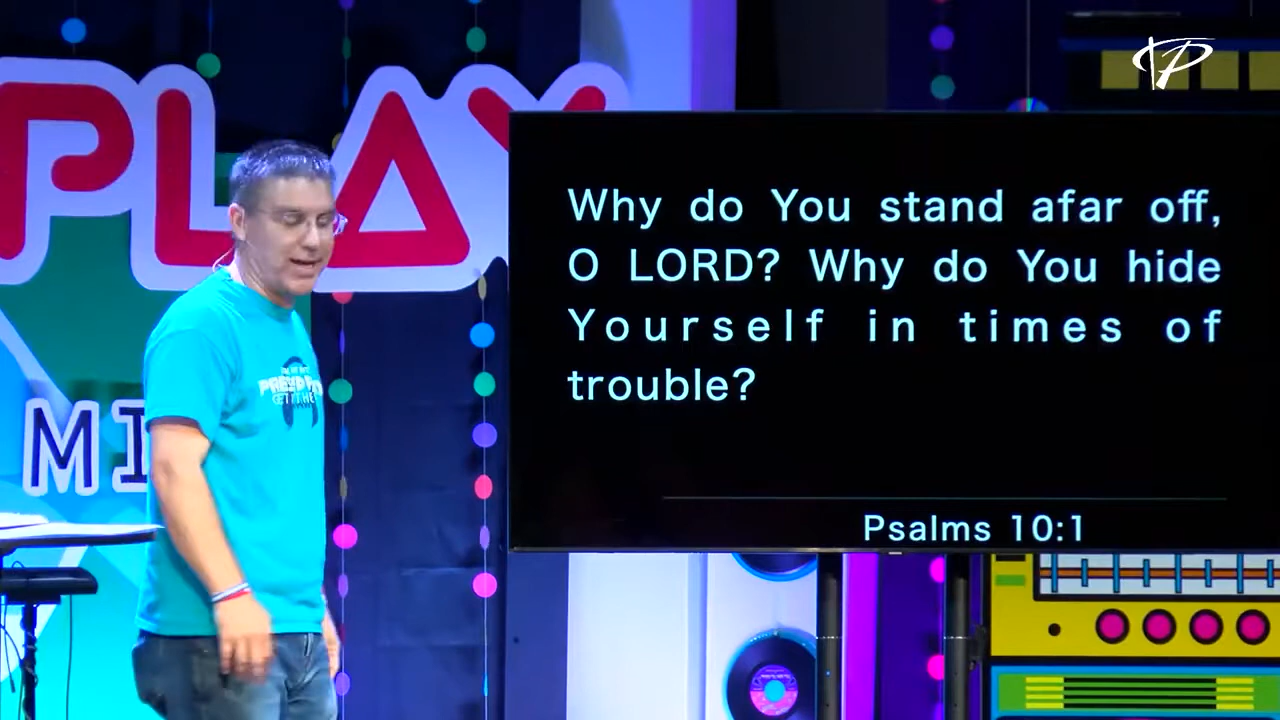 PLAY
MI
Why do You stand afar off,
O LORD? Why do You hide
Yourself in times of
trouble?
Psalms 10:1